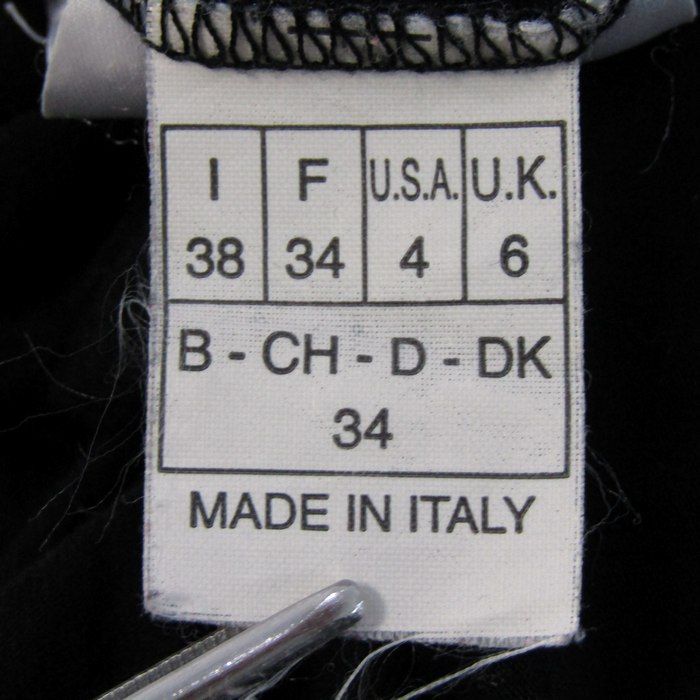 I F U.S.A. U.K.
38 34 4 6
B - CH - D - DK
34
MADE IN ITALY